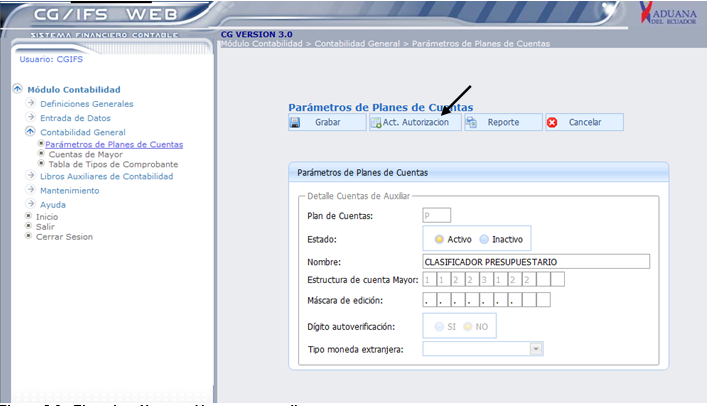 CG/IFS WEB
SISTEMA FINANCIERO CONTABLE
ADUANA
DEL ECUADOR
CG VERSION 3.0
Módulo Contabilidad > Contabilidad General > Parámetros de Planes de Cuentas
Usuario: CGIFS
Módulo Contabilidad
Definiciones Generales
Entrada de Datos
Contabilidad General
Parámetros de Planes de Cuentas
Cuentas de Mayor
Tabla de Tipos de Comprobante
Libros Auxiliares de Contabilidad
Mantenimiento
Ayuda
Inicio
Salir
Cerrar Sesion
Parámetros de Planes de Cuentas
Grabar Act. Autorizacion Reporte Cancelar
Parámetros de Planes de Cuentas
Detalle Cuentas de Auxiliar
Plan de Cuentas: P
Estado: Activo Inactivo
Nombre: CLASIFICADOR PRESUPUESTARIO
Estructura de cuenta Mayor: 1 1 2 2 3 1 2 2
Máscara de edición: . . . . . . .
Dígito autoverificación: SI NO
Tipo moneda extranjera: